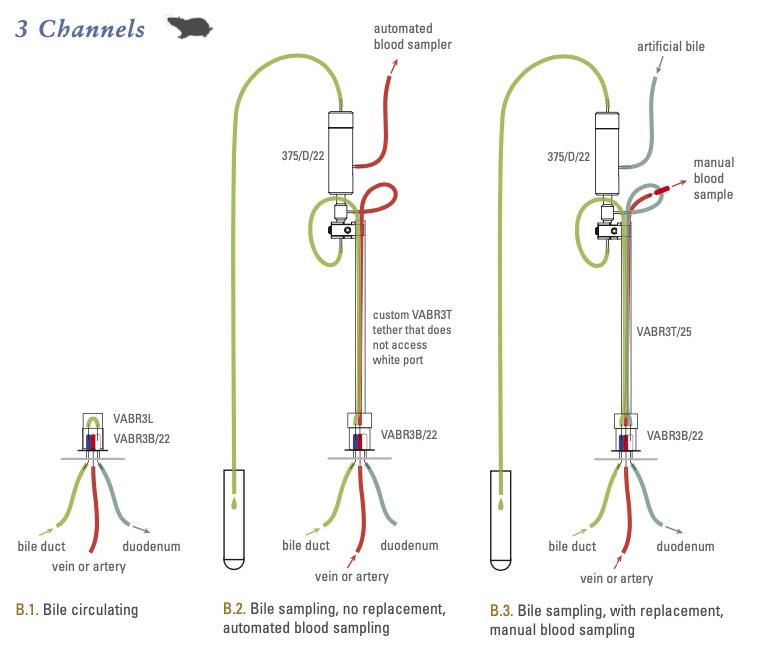 3 Channels
automated
blood sampler
375/D/22
custom VABR3T
tether that does
not access
white port
artificial bile
375/D/22
manual
blood
sample
VABR3T/25
VABR3L
VABR3B/22
VABR3B/22
VABR3B/22
bile duct
duodenum
vein or artery
bile duct
duodenum
vein or artery
bile duct
duodenum
vein or artery
B.1. Bile circulating
B.2. Bile sampling, no replacement,
automated blood sampling
B.3. Bile sampling, with replacement,
manual blood sampling